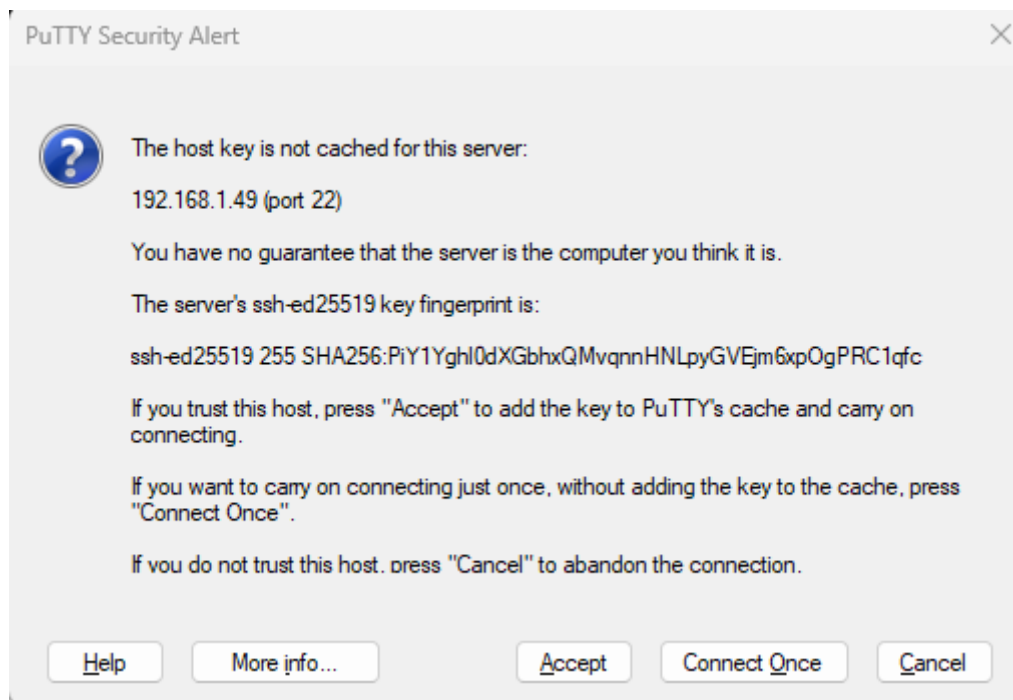 PuTTY Security Alert
The host key is not cached for this server:
192.168.1.49 (port 22)
You have no guarantee that the server is the computer you think it is.
The server's ssh-ed25519 key fingerprint is:
ssh-ed25519 255 SHA256:PiY1Yghl0dXGbhxQMvqnnHNLpyGVEjm6xpOgPRC1qfc
If you trust this host, press "Accept" to add the key to PuTTY's cache and carry on
connecting.
If you want to carry on connecting just once, without adding the key to the cache, press
"Connect Once".
If you do not trust this host, press "Cancel" to abandon the connection.
Help More info... Accept Connect Once Cancel